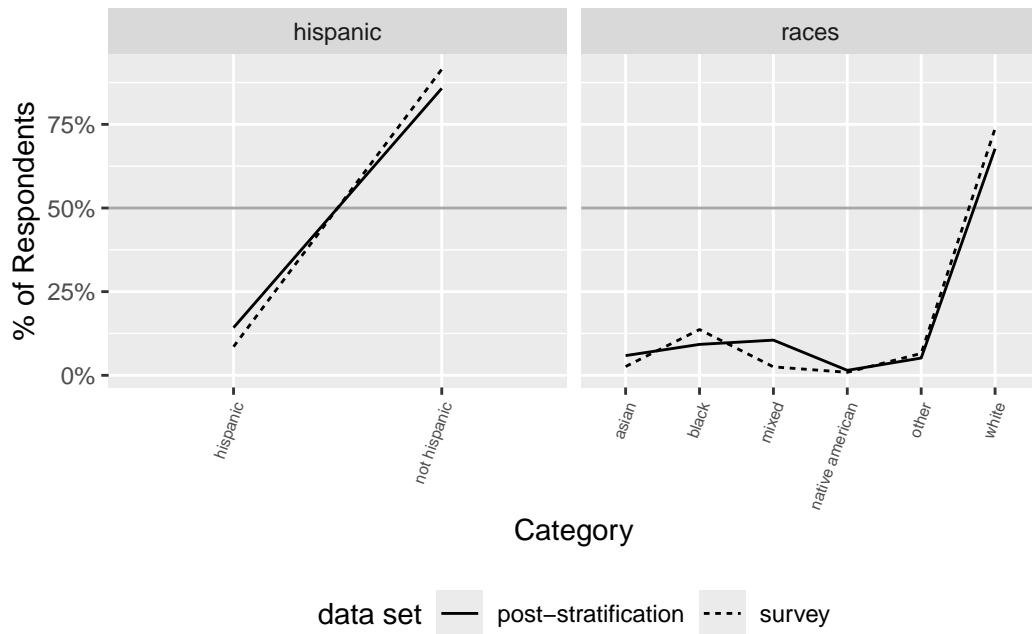 hispanic
races
% of Respondents
75%
50%
25%
0%
hispanic
not hispanic
asian
black
mixed
native american
other
white
Category
data set
post−stratification
survey